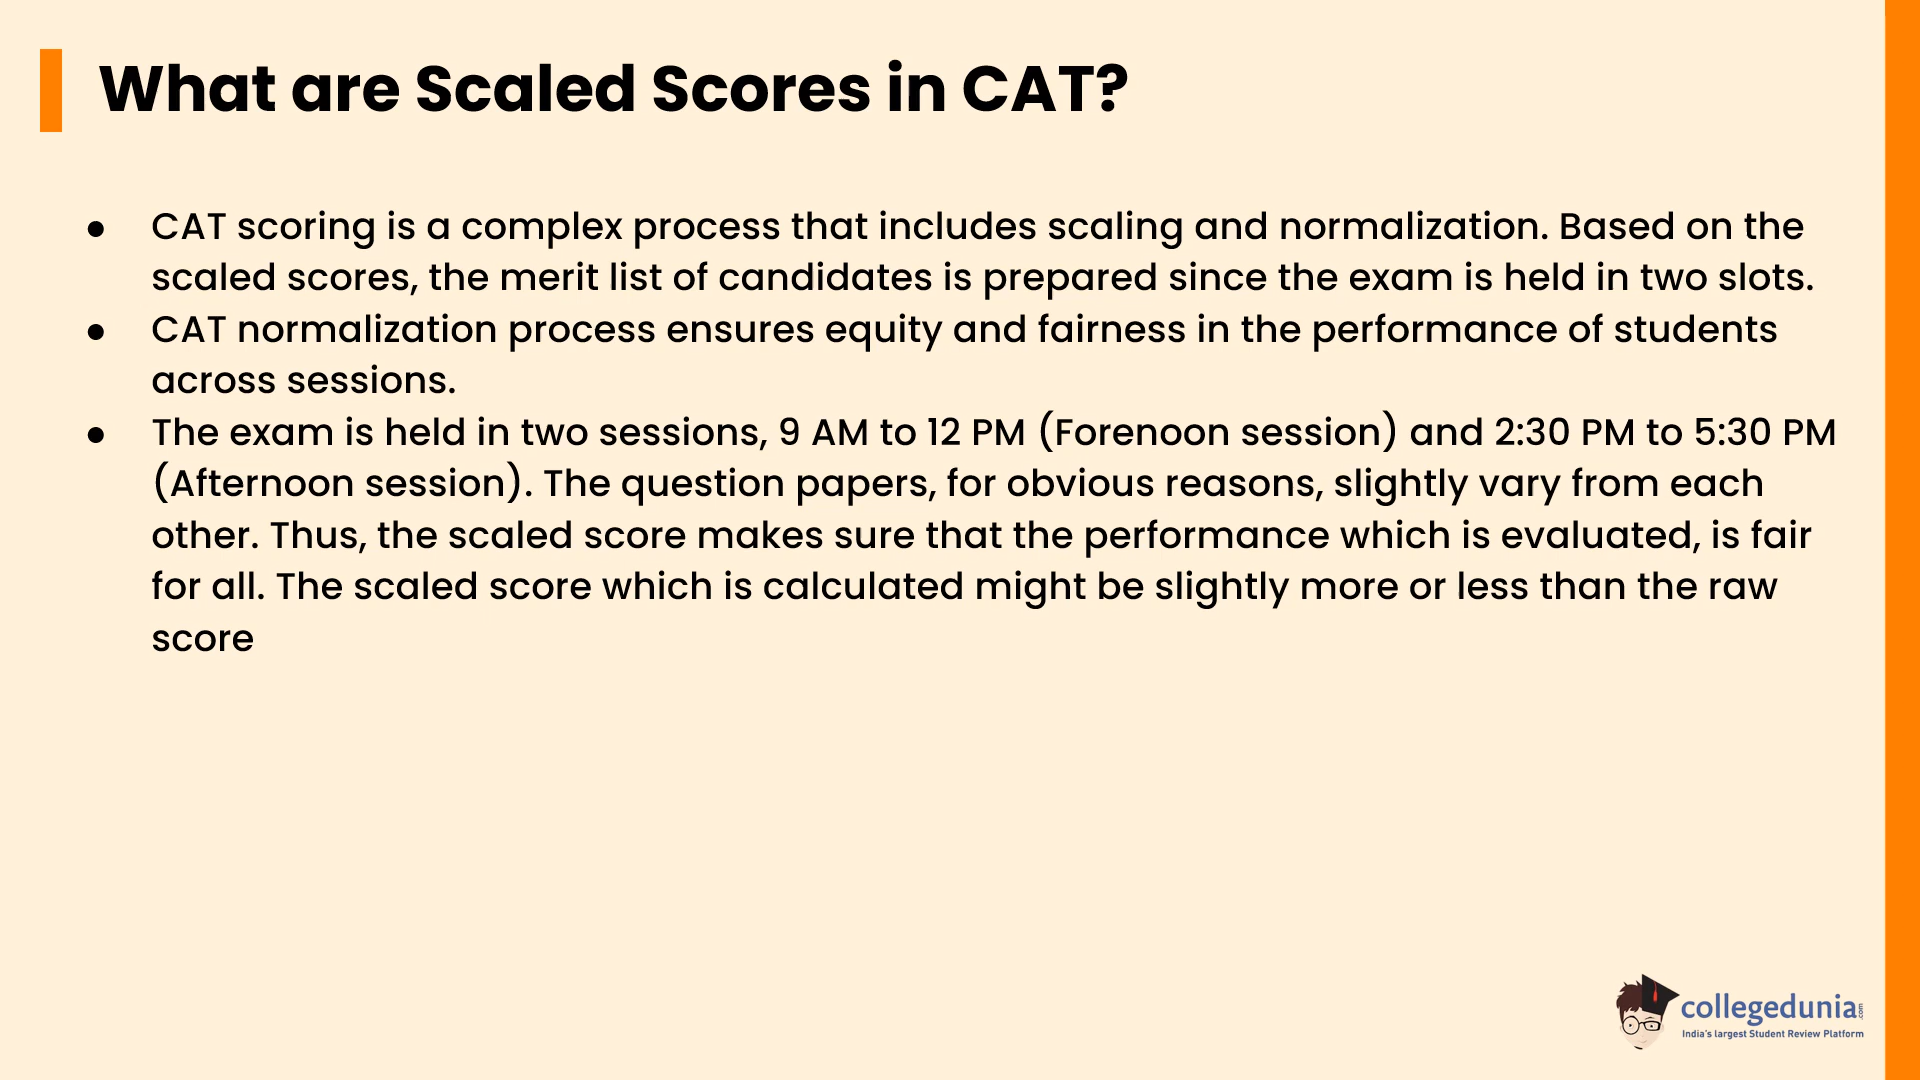 What are Scaled Scores in CAT?
● CAT scoring is a complex process that includes scaling and normalization. Based on the
scaled scores, the merit list of candidates is prepared since the exam is held in two slots.
● CAT normalization process ensures equity and fairness in the performance of students
across sessions.
● The exam is held in two sessions, 9 AM to 12 PM (Forenoon session) and 2:30 PM to 5:30 PM
(Afternoon session). The question papers, for obvious reasons, slightly vary from each
other. Thus, the scaled score makes sure that the performance which is evaluated, is fair
for all. The scaled score which is calculated might be slightly more or less than the raw
score
collegedunia.com
India's largest Student Review Platform